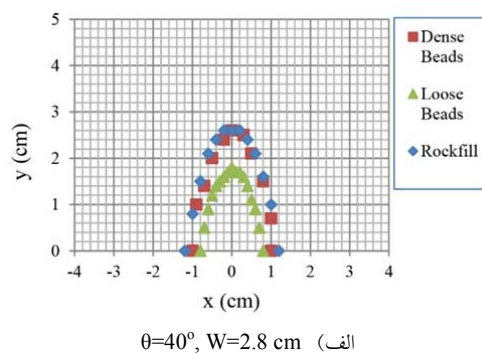 5
4
3
2
1
0
y (cm)
-4 -3 -2 -1 0 1 2 3 4
x (cm)
Dense
Beads
Loose
Beads
Rockfill
الف) θ=40°, W=2.8 cm